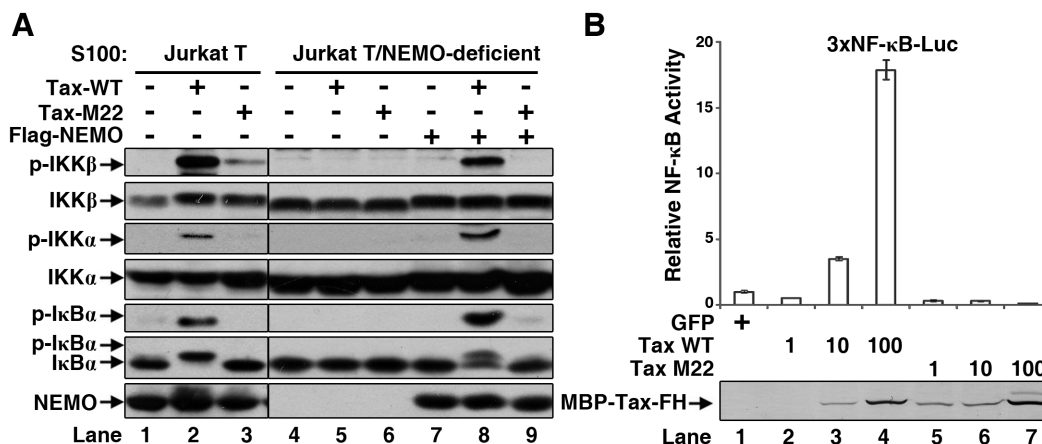 A
S100: Jurkat T Jurkat T/NEMO-deficient
Tax-WT - + - - + - - + -
Tax-M22 - - + - - + - - +
Flag-NEMO - - - - - - + + +
p-IKKβ
IKKβ
p-IKKα
IKKα
p-IκBα
p-IκBα
IκBα
NEMO
Lane 1 2 3 4 5 6 7 8 9
B
3xNF-κB-Luc
Relative NF-κB Activity
20
15
10
5
0
GFP +
Tax WT 1 10 100
Tax M22 1 10 100
MBP-Tax-FH
Lane 1 2 3 4 5 6 7